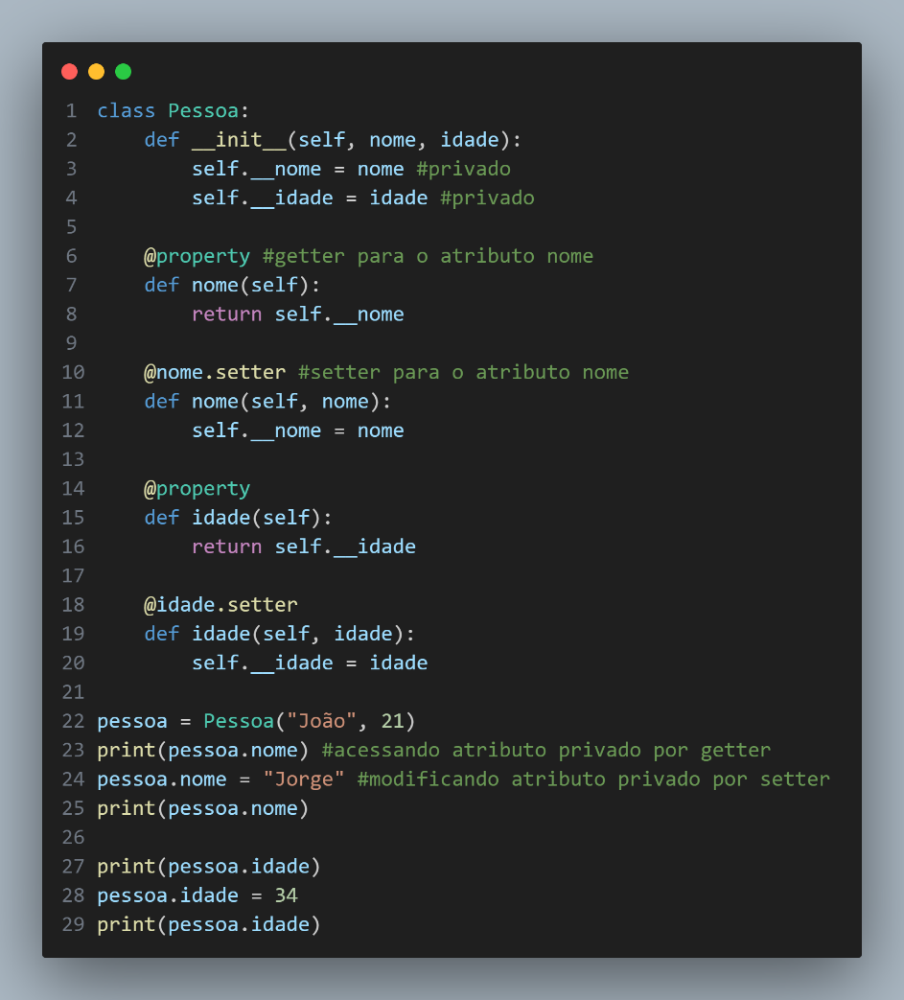 1 class Pessoa:
2     def __init__(self, nome, idade):
3         self.__nome = nome #privado
4         self.__idade = idade #privado
5
6     @property #getter para o atributo nome
7     def nome(self):
8         return self.__nome
9
10     @nome.setter #setter para o atributo nome
11     def nome(self, nome):
12         self.__nome = nome
13
14     @property
15     def idade(self):
16         return self.__idade
17
18     @idade.setter
19     def idade(self, idade):
20         self.__idade = idade
21
22 pessoa = Pessoa("João", 21)
23 print(pessoa.nome) #acessando atributo privado por getter
24 pessoa.nome = "Jorge" #modificando atributo privado por setter
25 print(pessoa.nome)
26
27 print(pessoa.idade)
28 pessoa.idade = 34
29 print(pessoa.idade)